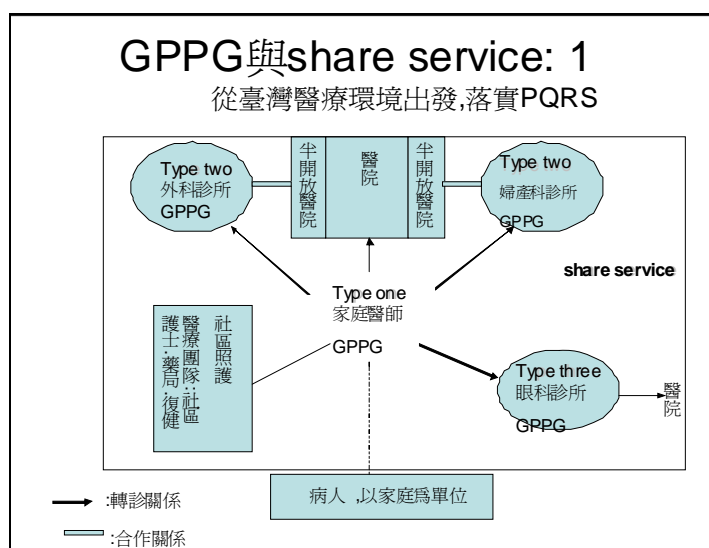 GPPG與share service: 1
從臺灣醫療環境出發,落實PQRS
Type two
外科診所
GPPG
半開放醫院
醫院
半開放醫院
Type two
婦產科診所
GPPG
share service
Type one
家庭醫師
GPPG
社區照護
醫療團隊:社區
護士·藥局·復健
Type three
眼科診所
GPPG
醫院
病人 ,以家庭爲單位
:轉診關係
:合作關係